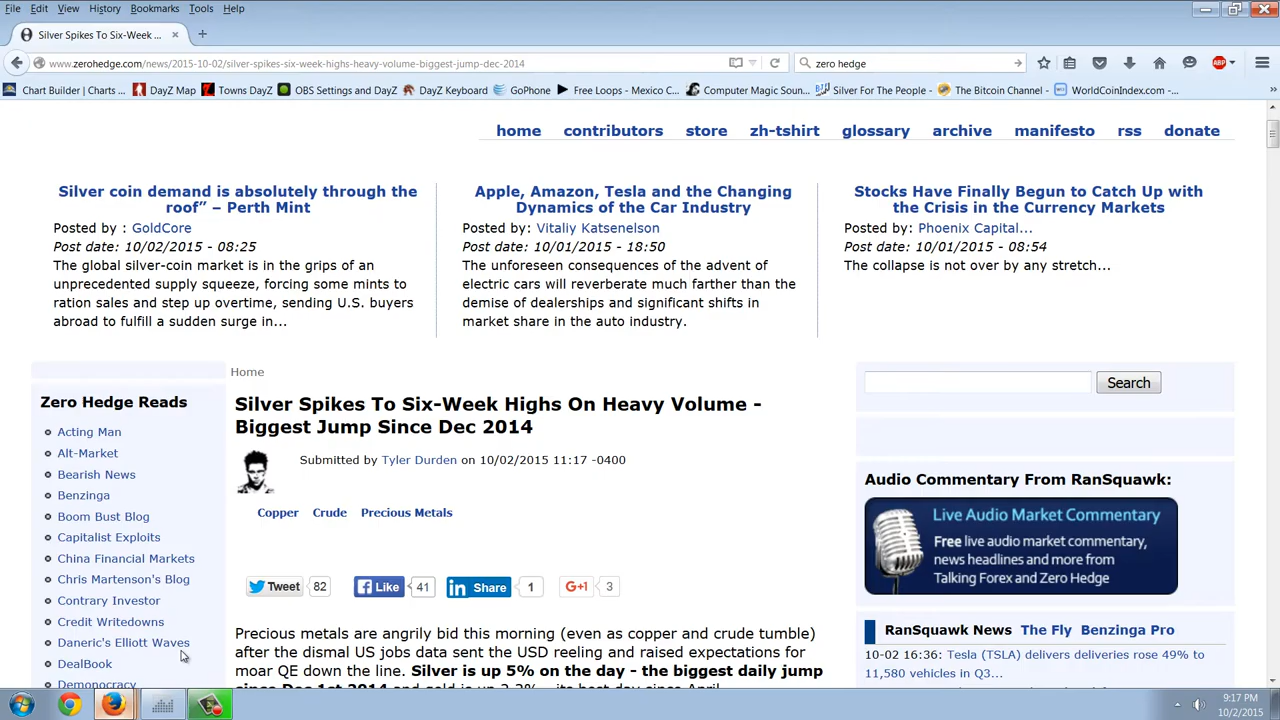 File Edit View History Bookmarks Tools Help
Silver Spikes To Six-Week ... × +
www.zerohedge.com/news/2015-10-02/silver-spikes-six-week-highs-heavy-volume-biggest-jump-dec-2014
zero hedge
ABP
Chart Builder | Charts ... DayZ Map Towns DayZ OBS Settings and DayZ DayZ Keyboard GoPhone Free Loops - Mexico C... Computer Magic Soun... Silver For The People - ... The Bitcoin Channel - ... WorldCoinIndex.com - ...
home contributors store zh-tshirt glossary archive manifesto rss donate
Silver coin demand is absolutely through the
roof” – Perth Mint
Posted by : GoldCore
Post date: 10/02/2015 - 08:25
The global silver-coin market is in the grips of an
unprecedented supply squeeze, forcing some mints to
ration sales and step up overtime, sending U.S. buyers
abroad to fulfill a sudden surge in...
Apple, Amazon, Tesla and the Changing
Dynamics of the Car Industry
Posted by: Vitaliy Katsenelson
Post date: 10/01/2015 - 18:50
The unforeseen consequences of the advent of
electric cars will reverberate much farther than the
demise of dealerships and significant shifts in
market share in the auto industry.
Stocks Have Finally Begun to Catch Up with
the Crisis in the Currency Markets
Posted by: Phoenix Capital...
Post date: 10/01/2015 - 08:54
The collapse is not over by any stretch...
Zero Hedge Reads
Acting Man
Alt-Market
Bearish News
Benzinga
Boom Bust Blog
Capitalist Exploits
China Financial Markets
Chris Martenson's Blog
Contrary Investor
Credit Writedowns
Daneric's Elliott Waves
DealBook
Demonocracy
Home
Silver Spikes To Six-Week Highs On Heavy Volume -
Biggest Jump Since Dec 2014
Submitted by Tyler Durden on 10/02/2015 11:17 -0400
Copper Crude Precious Metals
Tweet 82 Like 41 Share 1 G+1 3
Precious metals are angrily bid this morning (even as copper and crude tumble)
after the dismal US jobs data sent the USD reeling and raised expectations for
moar QE down the line. Silver is up 5% on the day - the biggest daily jump
since Dec 1st 2014 and gold is up 2.2% - its best day since April
Search
Audio Commentary From RanSquawk:
Live Audio Market Commentary
Free live audio market commentary,
news headlines and more from
Talking Forex and Zero Hedge
RanSquawk News The Fly Benzinga Pro
10-02 16:36: Tesla (TSLA) delivers deliveries rose 49% to
11,580 vehicles in Q3...
9:17 PM
10/2/2015